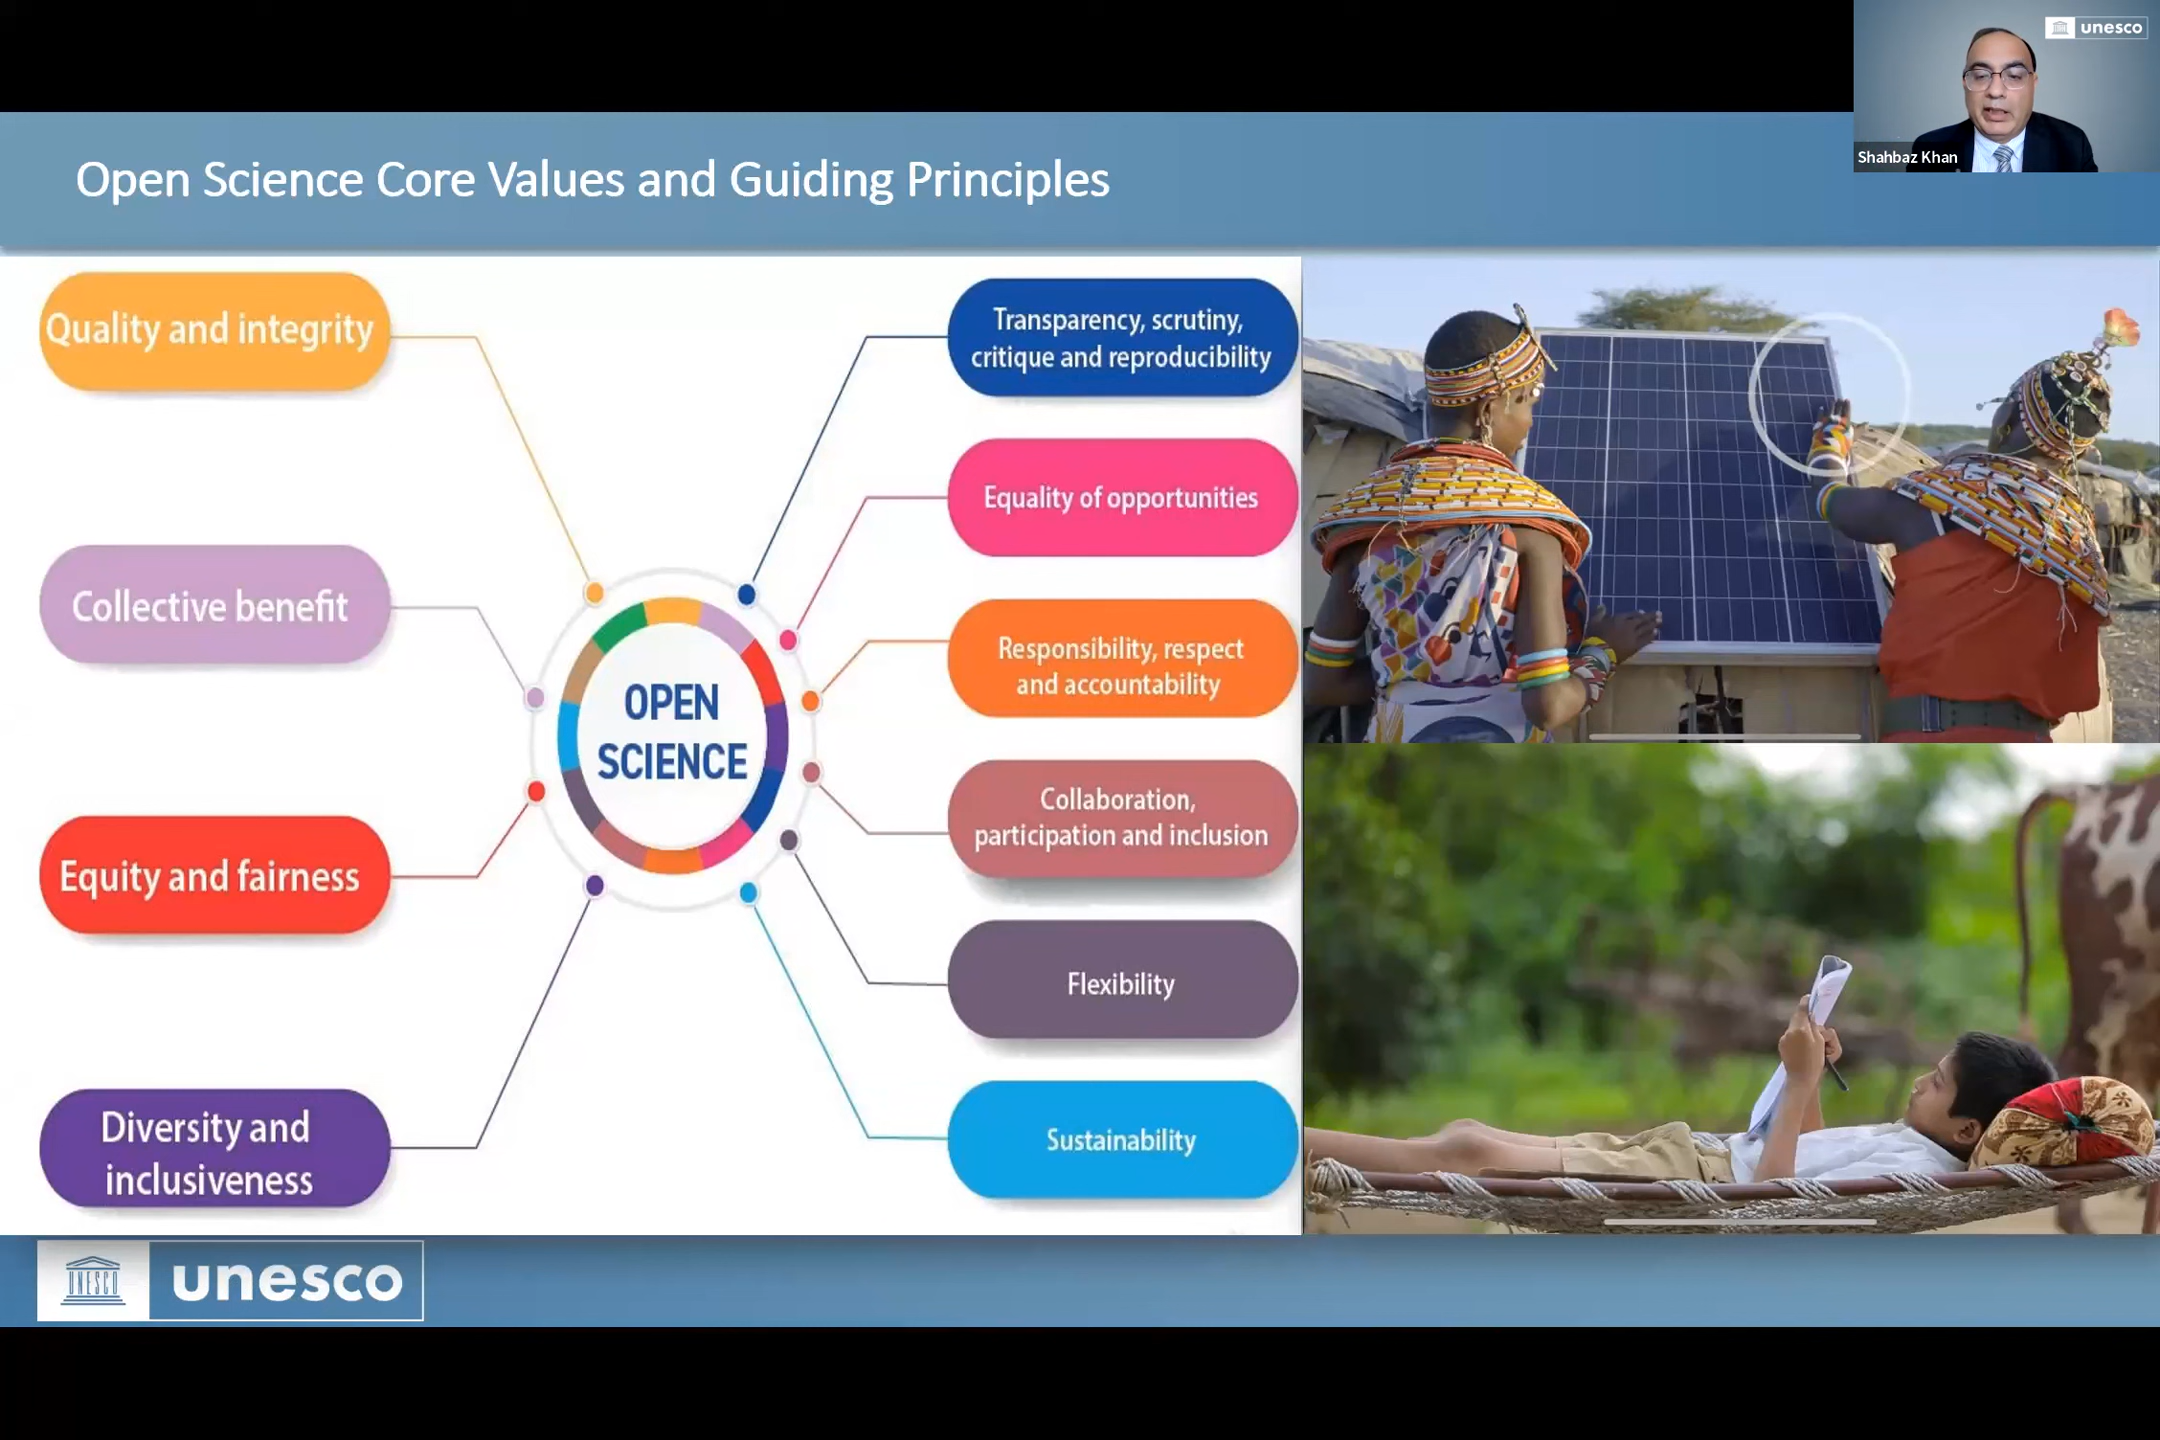 unesco
Shahbaz Khan
Open Science Core Values and Guiding Principles
Quality and integrity
Collective benefit
Equity and fairness
Diversity and
inclusiveness
OPEN
SCIENCE
Transparency, scrutiny,
critique and reproducibility
Equality of opportunities
Responsibility, respect
and accountability
Collaboration,
participation and inclusion
Flexibility
Sustainability
UNESCO
unesco